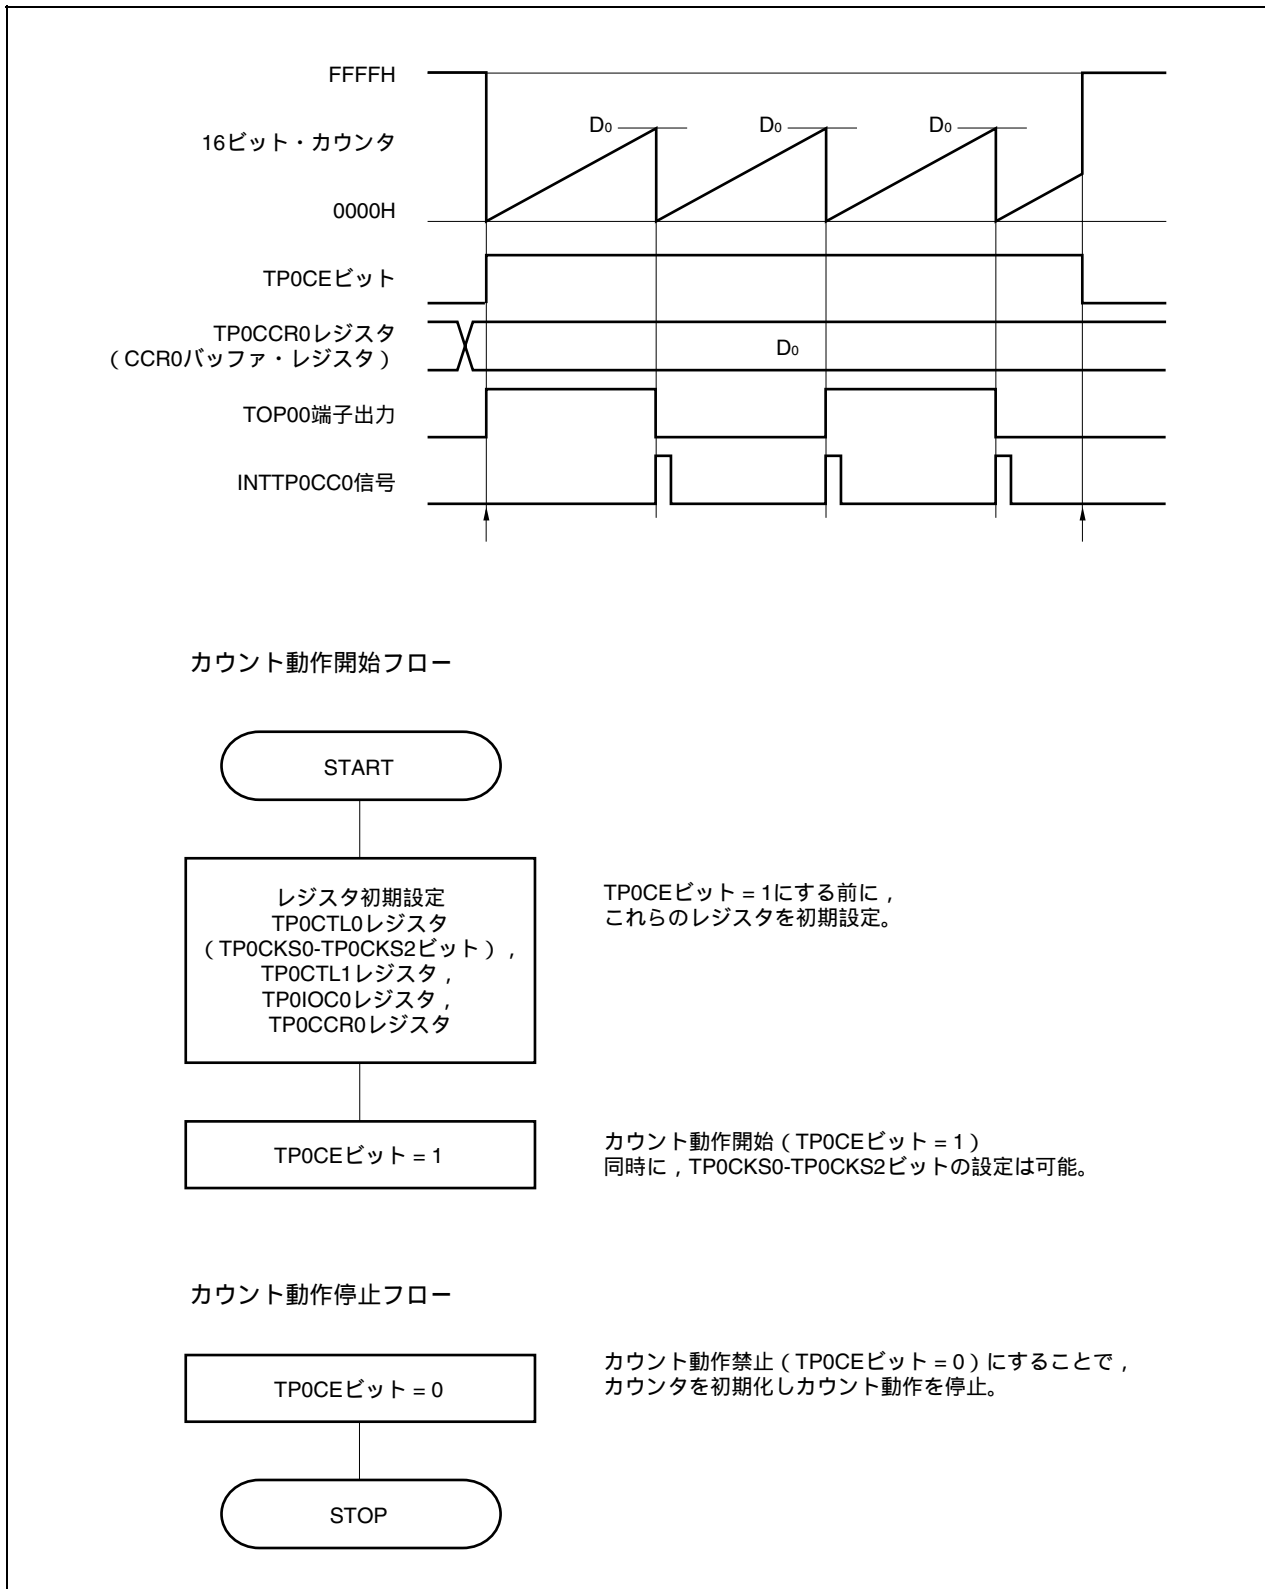 FFFFH
16ビット・カウンタ
D0 D0 D0
0000H
TP0CEビット
TP0CCR0レジスタ
（CCR0バッファ・レジスタ）
D0
TOP00端子出力
INTTP0CC0信号
カウント動作開始フロー
START
レジスタ初期設定
TP0CTL0レジスタ
（TP0CKS0-TP0CKS2ビット），
TP0CTL1レジスタ，
TP0IOC0レジスタ，
TP0CCR0レジスタ
TP0CEビット = 1にする前に，
これらのレジスタを初期設定。
TP0CEビット = 1
カウント動作開始（TP0CEビット = 1）
同時に，TP0CKS0-TP0CKS2ビットの設定は可能。
カウント動作停止フロー
TP0CEビット = 0
カウント動作禁止（TP0CEビット = 0）にすることで，
カウンタを初期化しカウント動作を停止。
STOP